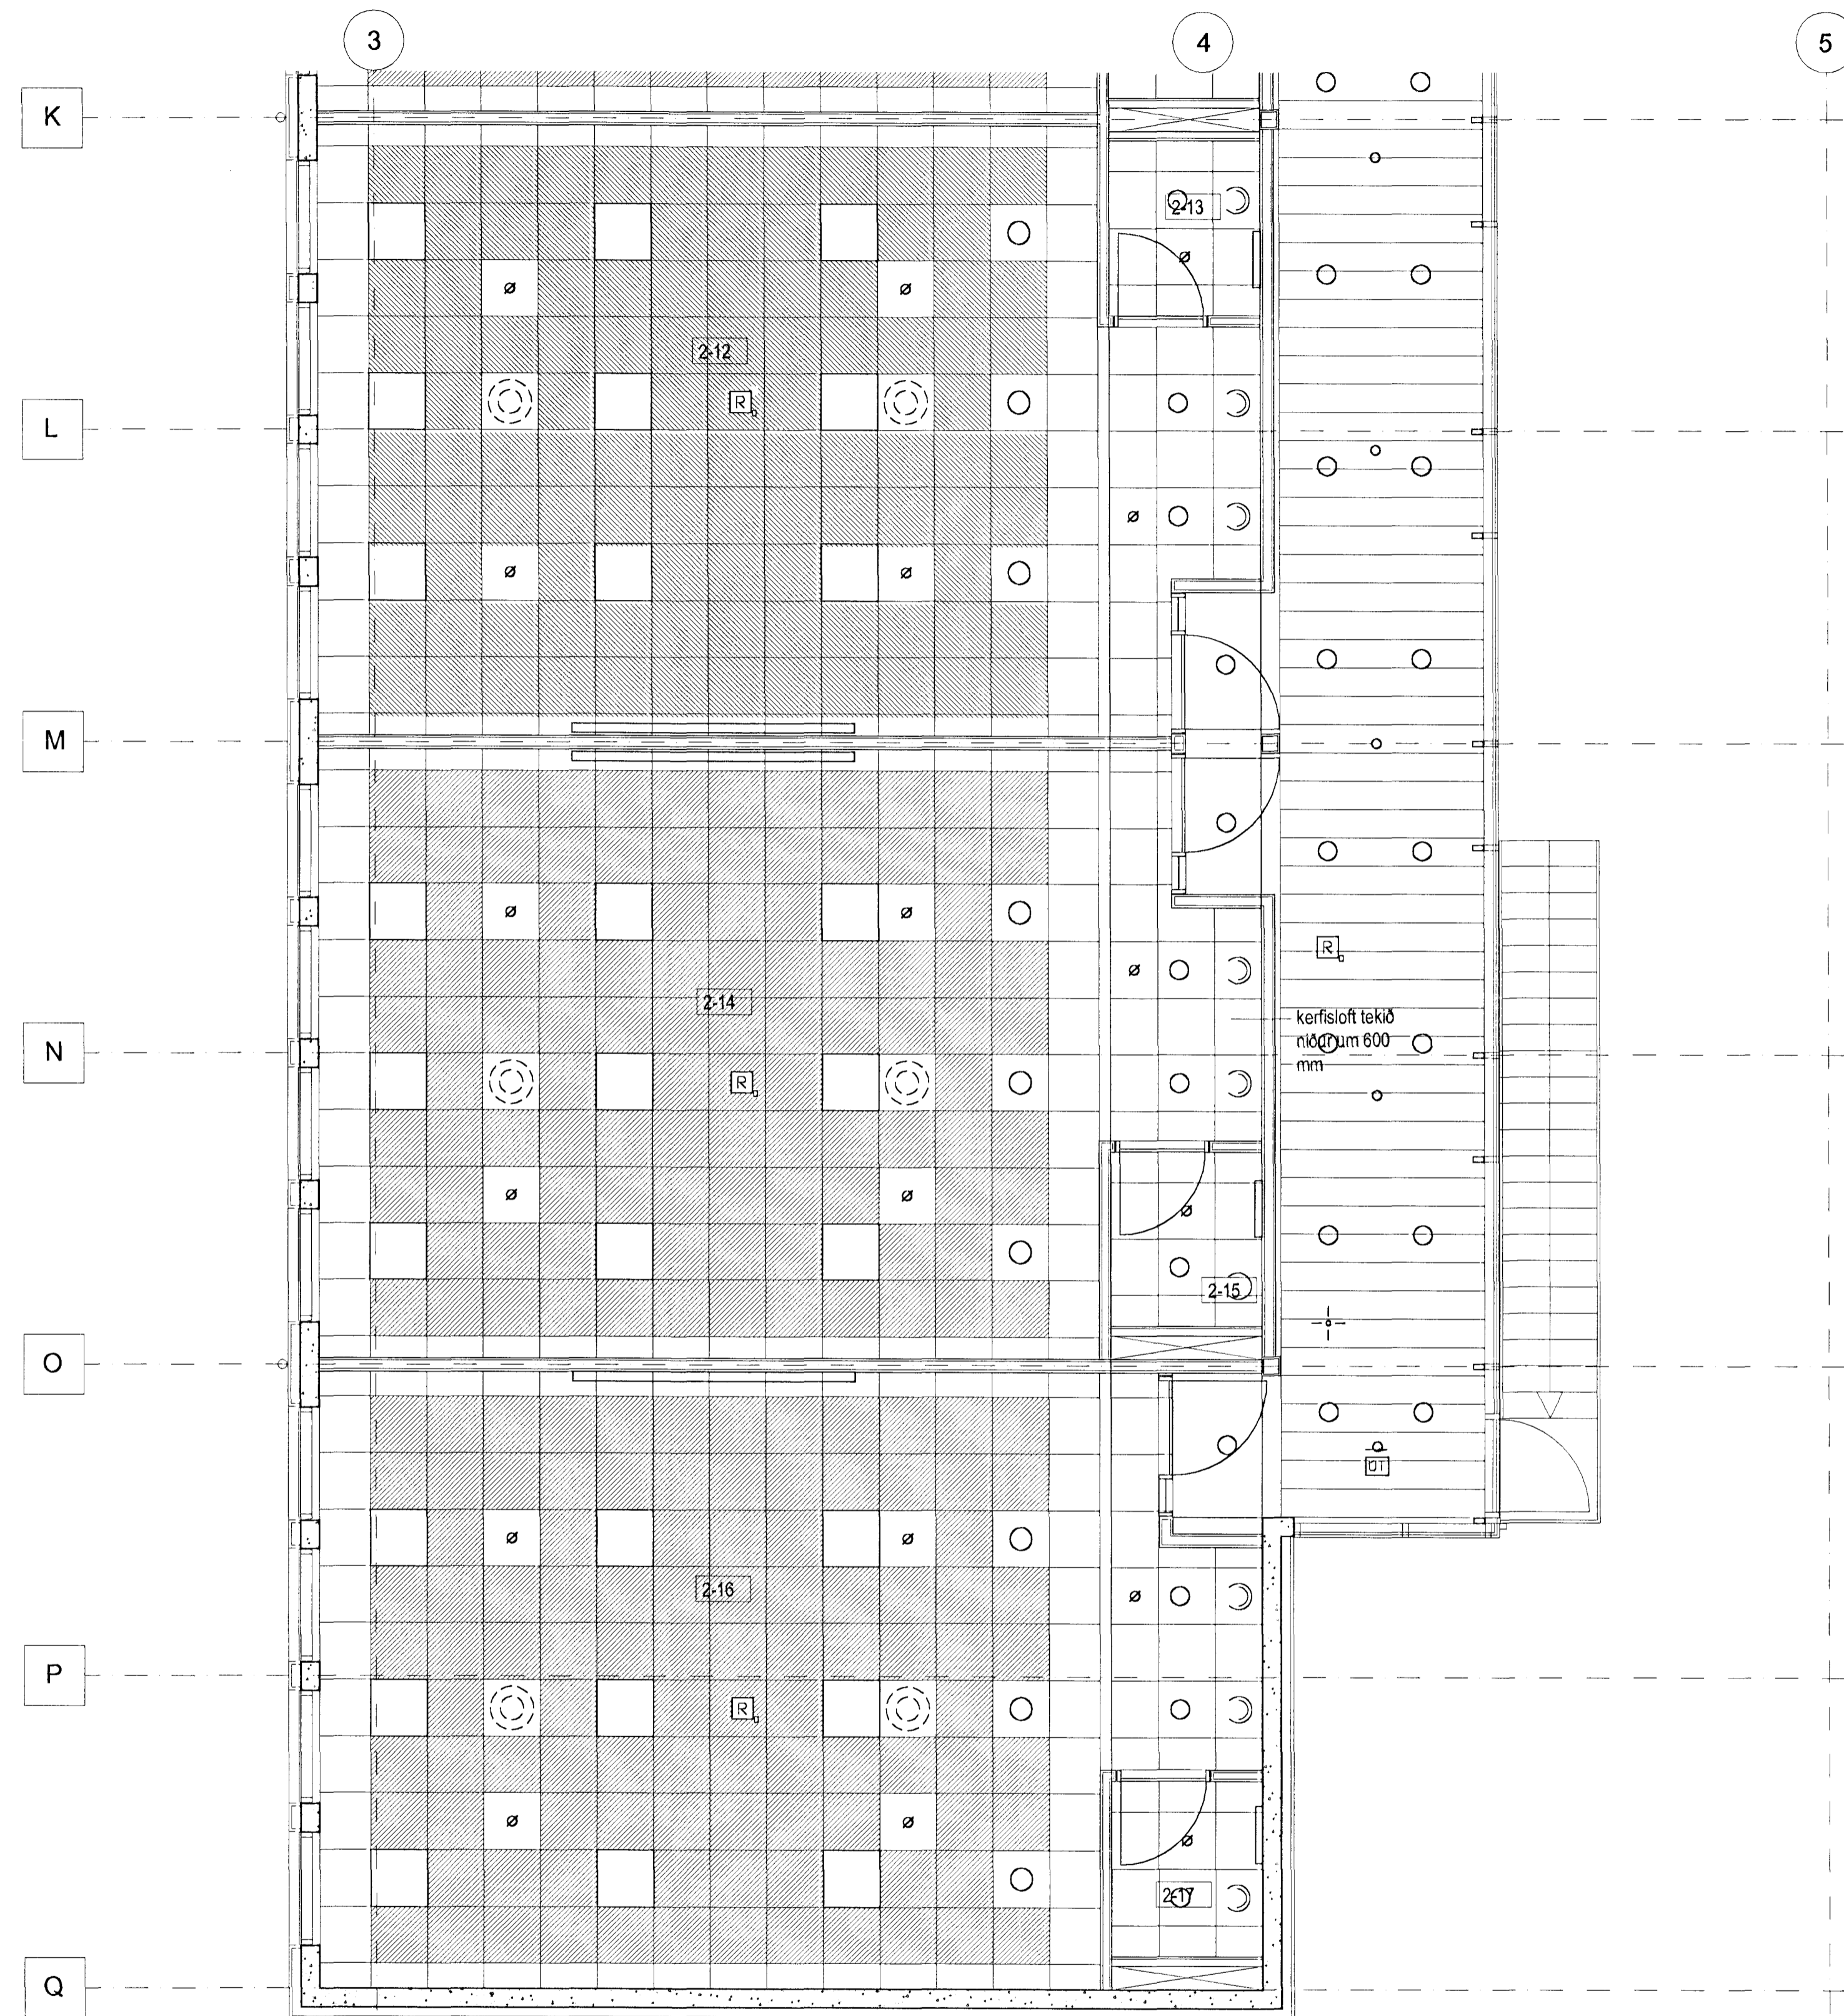 3
4
5
K
2-13
2-12
R
L
M
2-14
R
kerfisloft tekið
niður um 600
mm
N
R
2-15
O
ÚT
2-16
P
R
2-17
Q